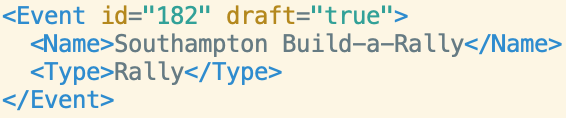 <Event id="182" draft="true">
  <Name>Southampton Build-a-Rally</Name>
  <Type>Rally</Type>
</Event>